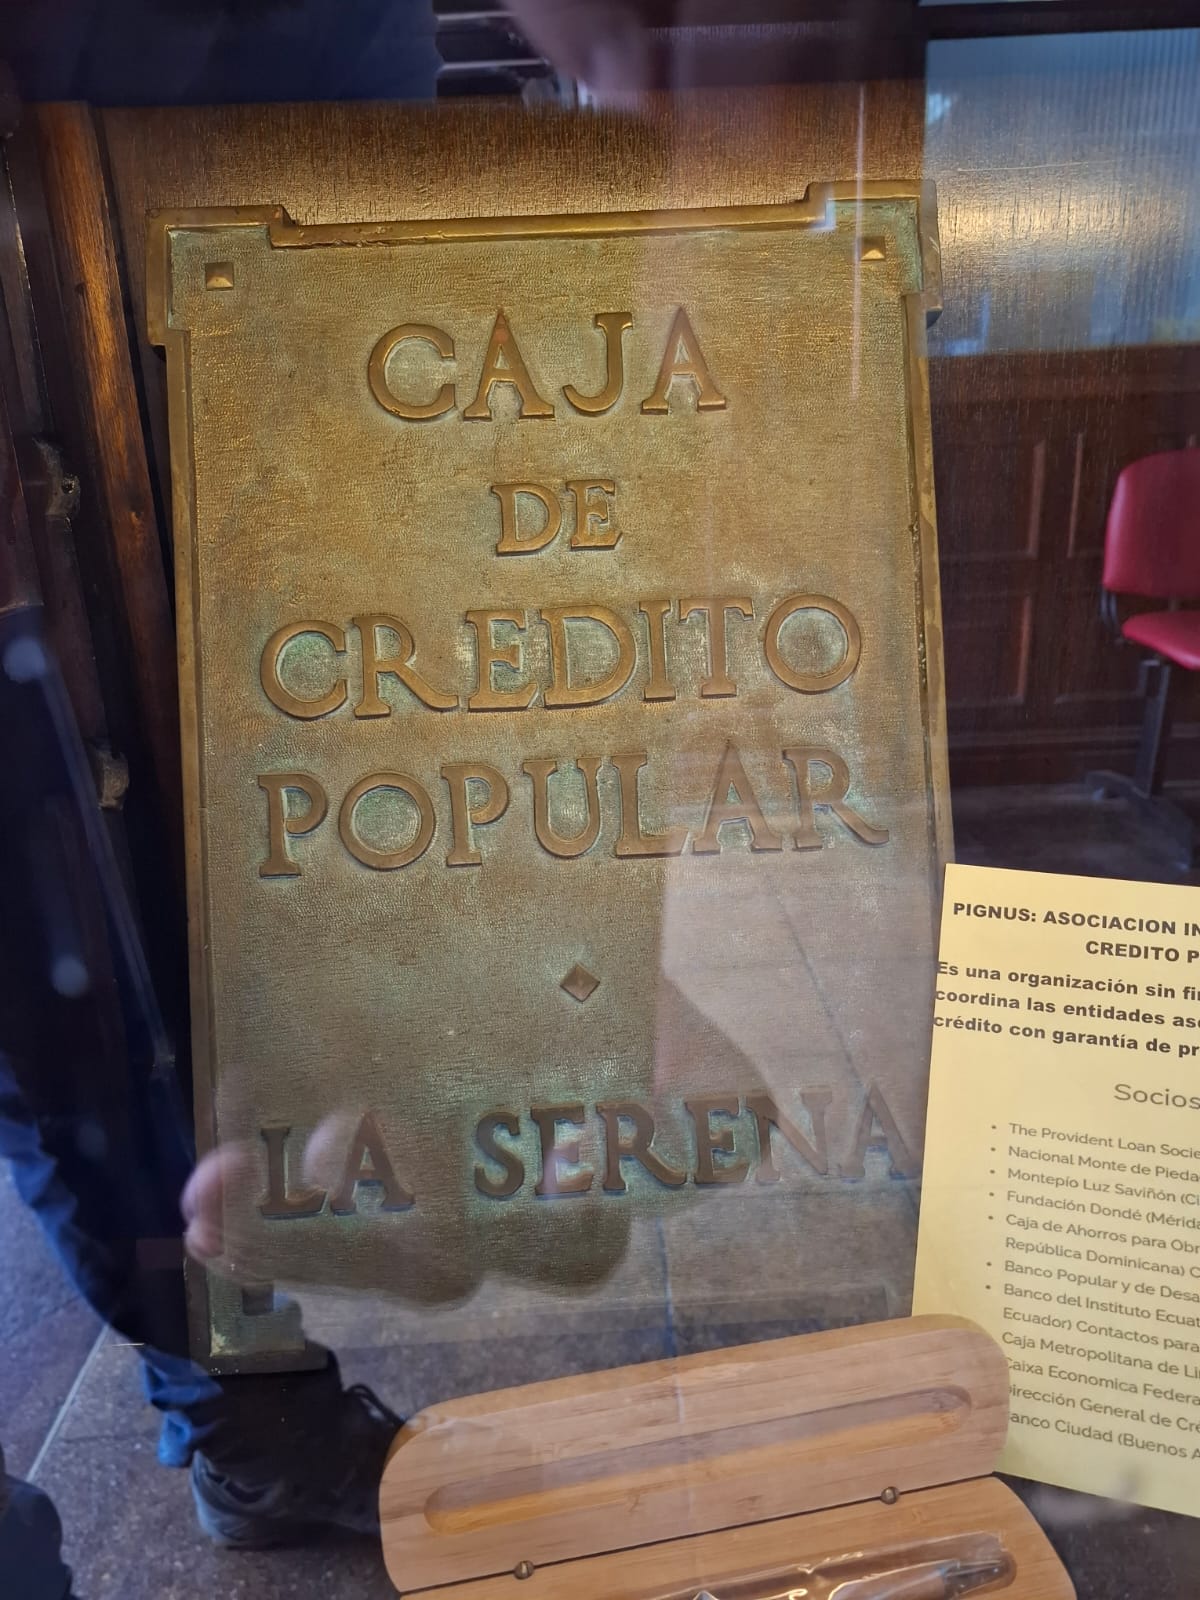 CAJA
DE
CREDITO
POPULAR
LA SERENA
PIGNUS: ASOCIACION
CREDITO
Es una organización sin
coordina las entidades
crédito con garantía de
Socios
• The Provident Loan
• Nacional Monte de
• Montepío Luz Saviñón
• Fundación Dondé (Mérida
• Caja de Ahorros para
República Dominicana)
• Banco Popular y de
• Banco del Instituto
Ecuador) Contactos para
Caja Metropolitana de
Caixa Economica
Dirección General de
Banco Ciudad (Buenos